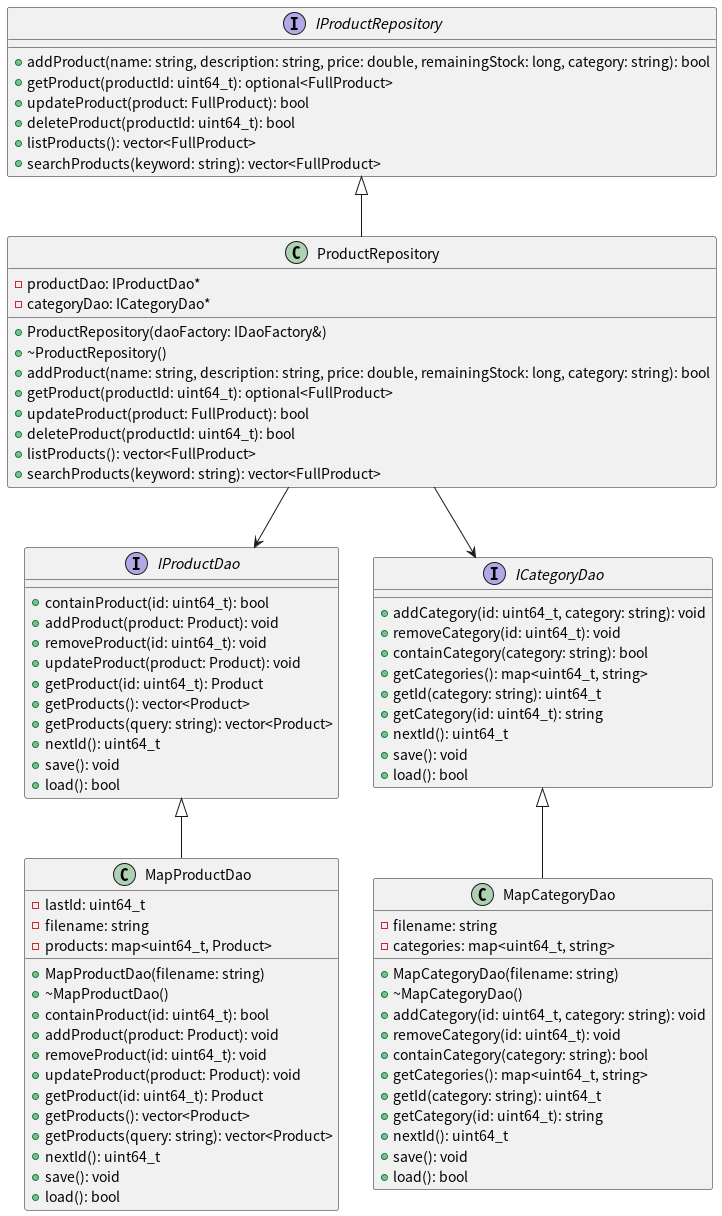 I IProductRepository
addProduct(name: string, description: string, price: double, remainingStock: long, category: string): bool
getProduct(productId: uint64_t): optional<FullProduct>
updateProduct(product: FullProduct): bool
deleteProduct(productId: uint64_t): bool
listProducts(): vector<FullProduct>
searchProducts(keyword: string): vector<FullProduct>
C ProductRepository
productDao: IProductDao*
categoryDao: ICategoryDao*
ProductRepository(daoFactory: IDaoFactory&)
~ProductRepository()
addProduct(name: string, description: string, price: double, remainingStock: long, category: string): bool
getProduct(productId: uint64_t): optional<FullProduct>
updateProduct(product: FullProduct): bool
deleteProduct(productId: uint64_t): bool
listProducts(): vector<FullProduct>
searchProducts(keyword: string): vector<FullProduct>
I IProductDao
containProduct(id: uint64_t): bool
addProduct(product: Product): void
removeProduct(id: uint64_t): void
updateProduct(product: Product): void
getProduct(id: uint64_t): Product
getProducts(): vector<Product>
getProducts(query: string): vector<Product>
nextId(): uint64_t
save(): void
load(): bool
I ICategoryDao
addCategory(id: uint64_t, category: string): void
removeCategory(id: uint64_t): void
containCategory(category: string): bool
getCategories(): map<uint64_t, string>
getId(category: string): uint64_t
getCategory(id: uint64_t): string
nextId(): uint64_t
save(): void
load(): bool
C MapProductDao
lastId: uint64_t
filename: string
products: map<uint64_t, Product>
MapProductDao(filename: string)
~MapProductDao()
containProduct(id: uint64_t): bool
addProduct(product: Product): void
removeProduct(id: uint64_t): void
updateProduct(product: Product): void
getProduct(id: uint64_t): Product
getProducts(): vector<Product>
getProducts(query: string): vector<Product>
nextId(): uint64_t
save(): void
load(): bool
C MapCategoryDao
filename: string
categories: map<uint64_t, string>
MapCategoryDao(filename: string)
~MapCategoryDao()
addCategory(id: uint64_t, category: string): void
removeCategory(id: uint64_t): void
containCategory(category: string): bool
getCategories(): map<uint64_t, string>
getId(category: string): uint64_t
getCategory(id: uint64_t): string
nextId(): uint64_t
save(): void
load(): bool